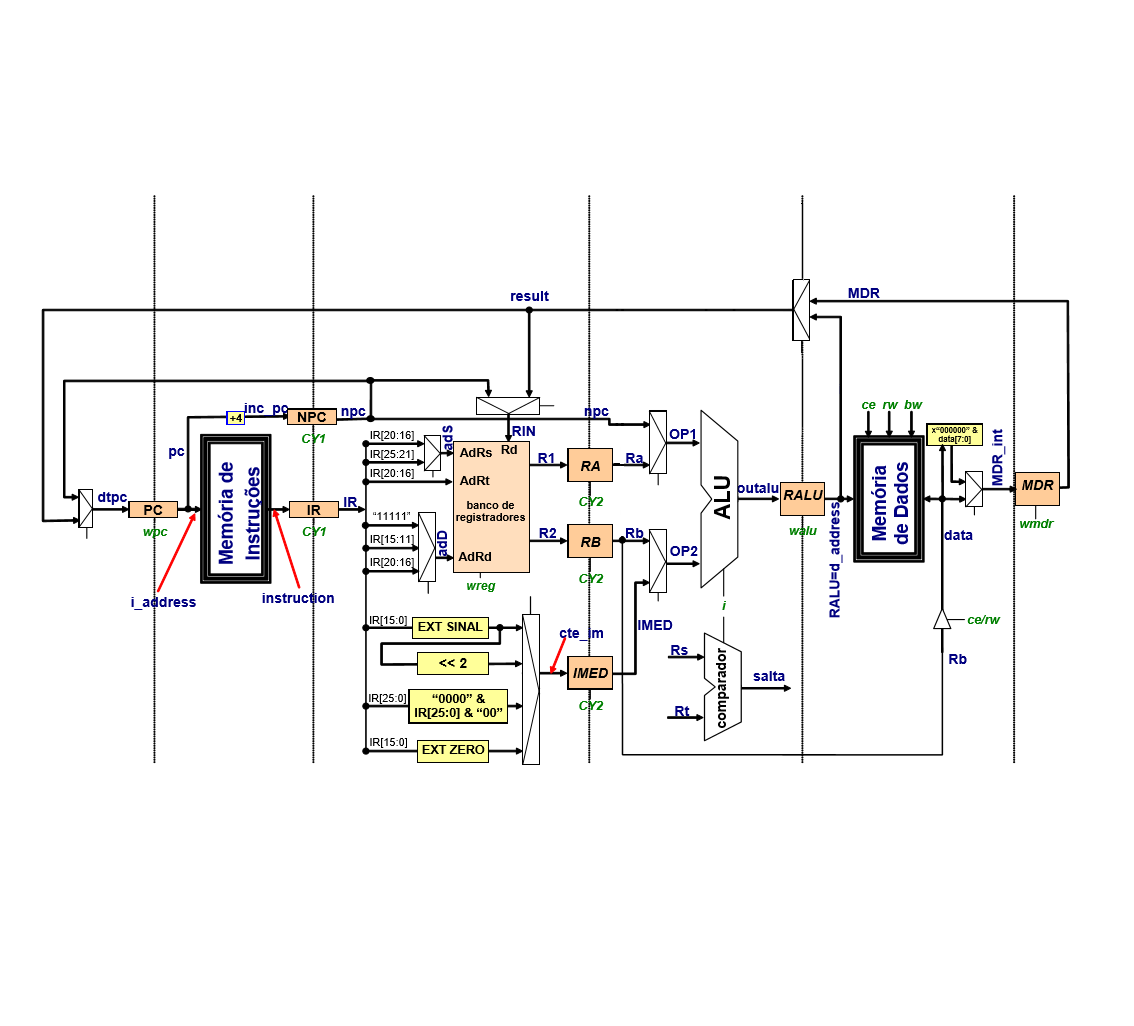 result
MDR
ce rw bw
x"000000" &
data[7:0]
MDR_int
MDR
wmdr
npc
npc
+4
inc_pc
NPC
CY1
pc
dtpc
PC
wpc
i_address
Memória de
Instruções
instruction
IR
CY1
IR
IR[20:16]
IR[25:21]
IR[20:16]
adS
"11111"
IR[15:11]
IR[20:16]
adD
RIN
Rd
AdRs
AdRt
banco de
registradores
AdRd
wreg
R1
R2
RA
CY2
Ra
RB
CY2
Rb
OP1
OP2
ALU
i
outalu
RALU
walu
RALU=d_address
Memória
de Dados
data
ce/rw
Rb
IR[15:0]
EXT SINAL
<< 2
IR[25:0]
"0000" &
IR[25:0] & "00"
IR[15:0]
EXT ZERO
cte_im
IMED
CY2
IMED
Rs
Rt
comparador
salta